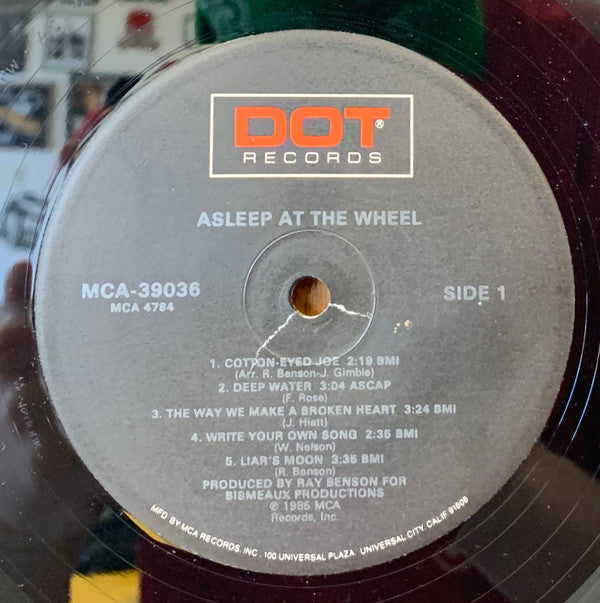 DOT®
RECORDS
ASLEEP AT THE WHEEL
MCA-39036
MCA 4784
SIDE 1
1. COTTON-EYED JOE 2:19 BMI
(Arr. R. Benson-J. Gimble)
2. DEEP WATER 3:04 ASCAP
(F. Rose)
3. THE WAY WE MAKE A BROKEN HEART 3:24 BMI
(J. Hiatt)
4. WRITE YOUR OWN SONG 2:35 BMI
(W. Nelson)
5. LIAR'S MOON 3:35 BMI
(R. Benson)
PRODUCED BY RAY BENSON FOR
BISMEAUX PRODUCTIONS
℗ 1985 MCA
Records, Inc.
MFD BY MCA RECORDS, INC. 100 UNIVERSAL PLAZA UNIVERSAL CITY, CALIF. 91608